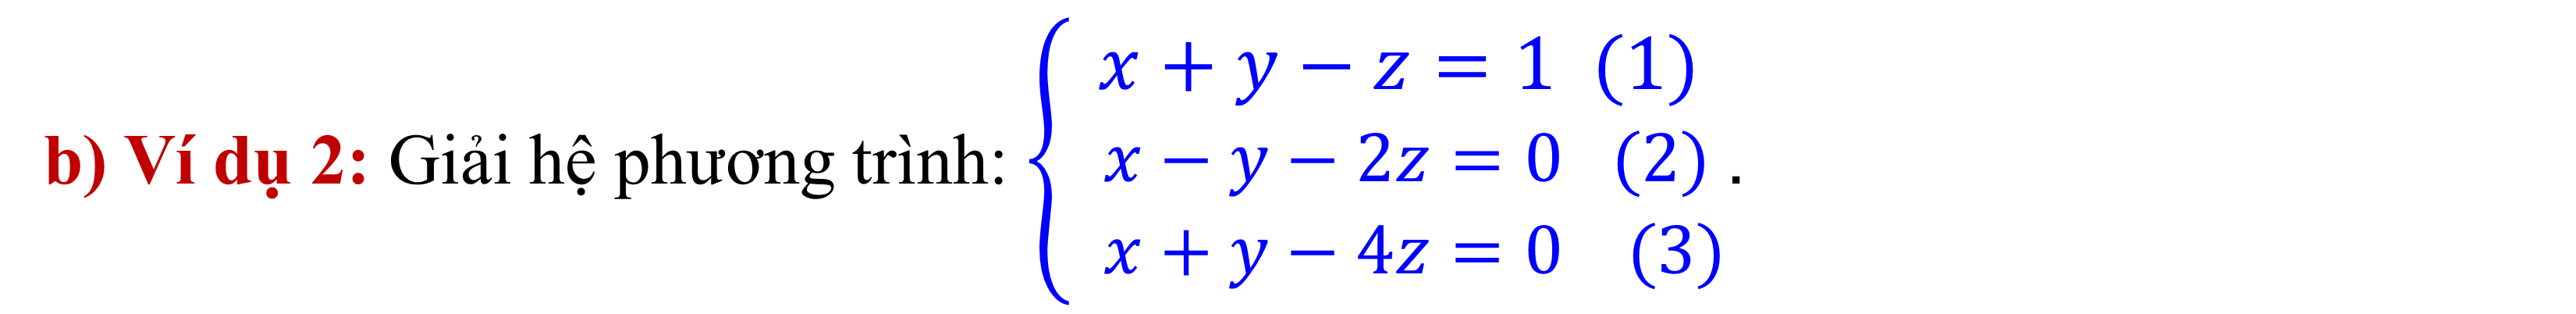 b) Ví dụ 2: Giải hệ phương trình: { x + y − z = 1 (1)
x − y − 2z = 0 (2) .
x + y − 4z = 0 (3)